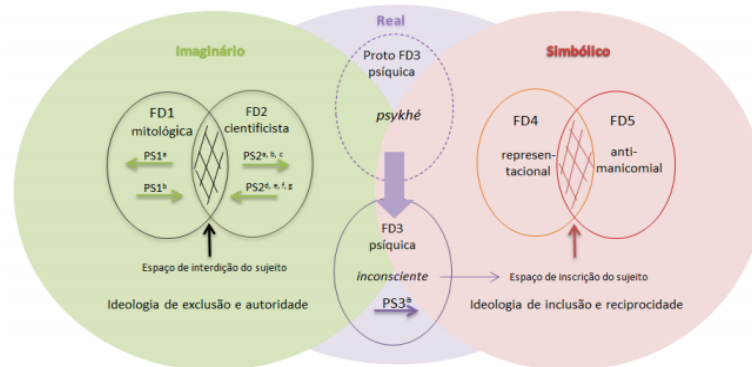 Real
Imaginário
Simbólico
Proto FD3
psíquica
psykhé
FD1
mitológica
FD2
cientificista
PS1ª
PS2ª, b, c
PS1ᵇ
PS2ᵈ, e, f, g
FD4
represen-
tacional
FD5
anti-
manicomial
FD3
psíquica
inconsciente
PS3ª
Espaço de interdição do sujeito
Espaço de inscrição do sujeito
Ideologia de exclusão e autoridade
Ideologia de inclusão e reciprocidade